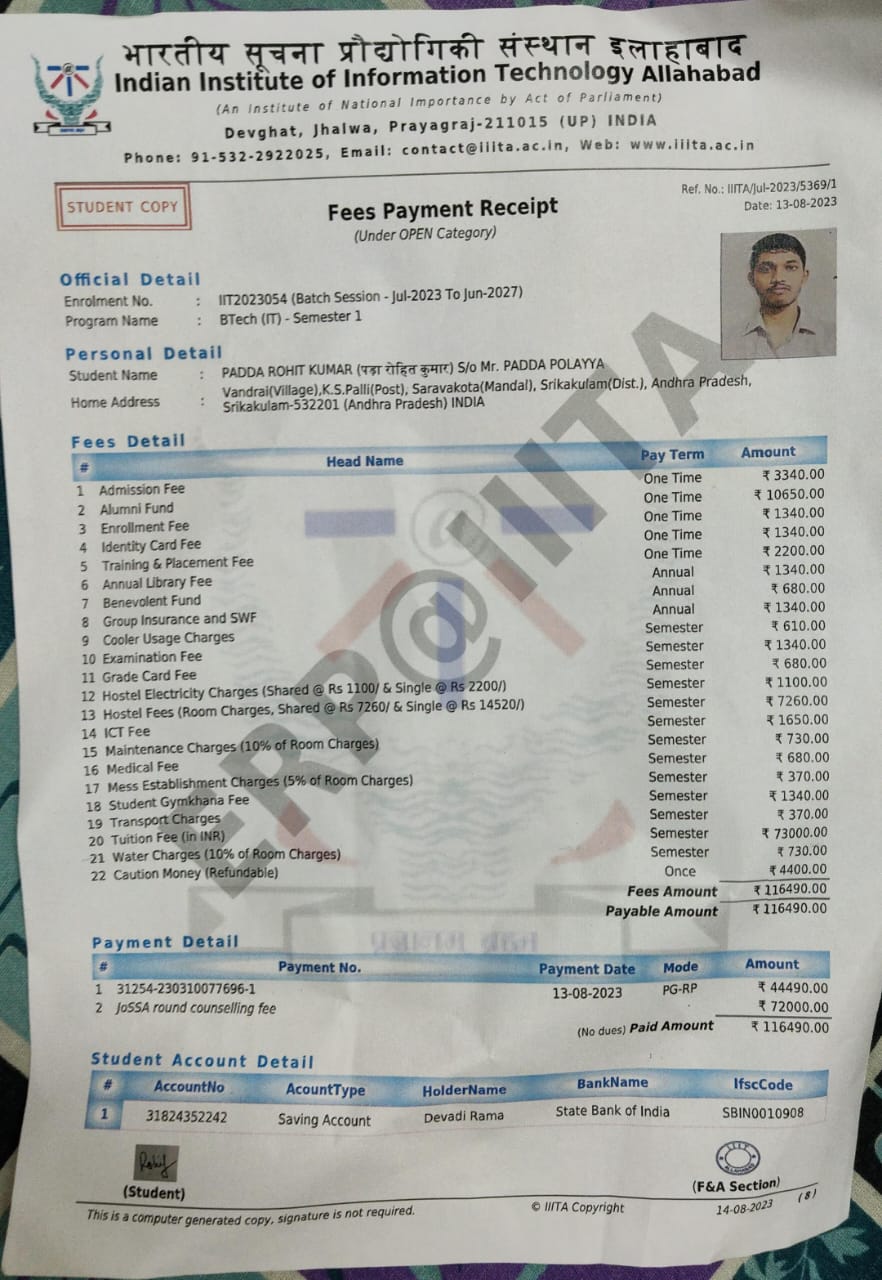 भारतीय सूचना प्रौद्योगिकी संस्थान इलाहाबाद
Indian Institute of Information Technology Allahabad
(An Institute of National Importance by Act of Parliament)
Devghat, Jhalwa, Prayagraj-211015 (UP) INDIA
Phone: 91-532-2922025, Email: contact@iiita.ac.in, Web: www.iiita.ac.in
STUDENT COPY
Ref. No.: IIITA/Jul-2023/5369/1
Date: 13-08-2023
Fees Payment Receipt
(Under OPEN Category)
Official Detail
Enrolment No. : IIT2023054 (Batch Session - Jul-2023 To Jun-2027)
Program Name : BTech (IT) - Semester 1
Personal Detail
Student Name : PADDA ROHIT KUMAR (पडा रोहित कुमार) S/o Mr. PADDA POLAYYA
Home Address : Vandrai(Village),K.S.Palli(Post), Saravakota(Mandal), Srikakulam(Dist.), Andhra Pradesh,
Srikakulam-532201 (Andhra Pradesh) INDIA
Fees Detail
# Head Name Pay Term Amount
1 Admission Fee One Time ₹ 3340.00
2 Alumni Fund One Time ₹ 10650.00
3 Enrollment Fee One Time ₹ 1340.00
4 Identity Card Fee One Time ₹ 1340.00
5 Training & Placement Fee One Time ₹ 2200.00
6 Annual Library Fee Annual ₹ 1340.00
7 Benevolent Fund Annual ₹ 680.00
8 Group Insurance and SWF Annual ₹ 1340.00
9 Cooler Usage Charges Semester ₹ 610.00
10 Examination Fee Semester ₹ 1340.00
11 Grade Card Fee Semester ₹ 680.00
12 Hostel Electricity Charges (Shared @ Rs 1100/ & Single @ Rs 2200/) Semester ₹ 1100.00
13 Hostel Fees (Room Charges, Shared @ Rs 7260/ & Single @ Rs 14520/) Semester ₹ 7260.00
14 ICT Fee Semester ₹ 1650.00
15 Maintenance Charges (10% of Room Charges) Semester ₹ 730.00
16 Medical Fee Semester ₹ 680.00
17 Mess Establishment Charges (5% of Room Charges) Semester ₹ 370.00
18 Student Gymkhana Fee Semester ₹ 1340.00
19 Transport Charges Semester ₹ 370.00
20 Tuition Fee (in INR) Semester ₹ 73000.00
21 Water Charges (10% of Room Charges) Semester ₹ 730.00
22 Caution Money (Refundable) Once ₹ 4400.00
Fees Amount ₹ 116490.00
Payable Amount ₹ 116490.00
ERP@IIITA
Payment Detail
# Payment No. Payment Date Mode Amount
1 31254-230310077696-1 13-08-2023 PG-RP ₹ 44490.00
2 JoSSA round counselling fee ₹ 72000.00
(No dues) Paid Amount ₹ 116490.00
Student Account Detail
# AccountNo AcountType HolderName BankName IfscCode
1 31824352242 Saving Account Devadi Rama State Bank of India SBIN0010908
Rohit
(Student)
(F&A Section)
This is a computer generated copy, signature is not required.
© IIITA Copyright
14-08-2023 (8)